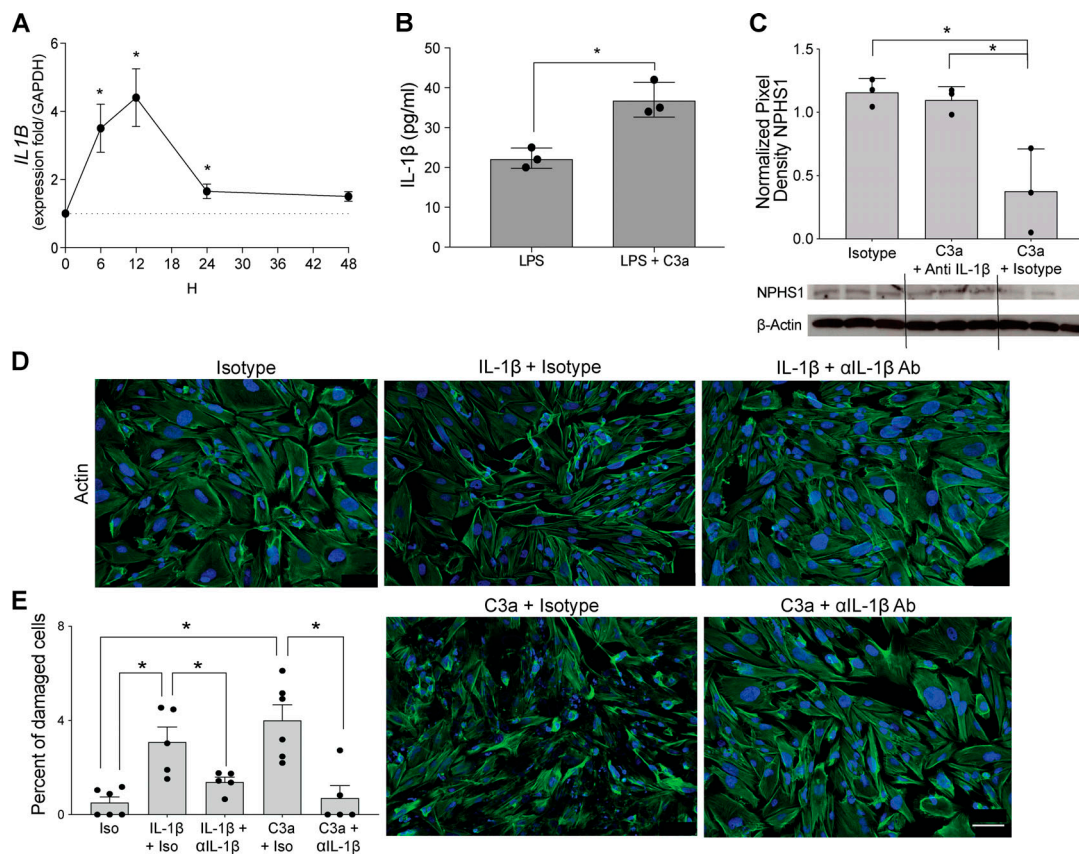 A
IL1B
(expression fold/ GAPDH)
6
4
2
0
*
*
*
0
6
12
18
24
30
36
42
48
H
B
IL-1β (pg/ml)
50
40
30
20
10
0
*
LPS
LPS + C3a
C
Normalized Pixel
Density NPHS1
1.5
1.0
0.5
0.0
*
*
Isotype
C3a
+ Anti IL-1β
C3a
+ Isotype
NPHS1
β-Actin
D
Isotype
IL-1β + Isotype
IL-1β + αIL-1β Ab
Actin
C3a + Isotype
C3a + αIL-1β Ab
E
Percent of damaged cells
8
4
0
*
*
*
*
Iso
IL-1β
+ Iso
IL-1β +
αIL-1β
C3a
+ Iso
C3a +
αIL-1β